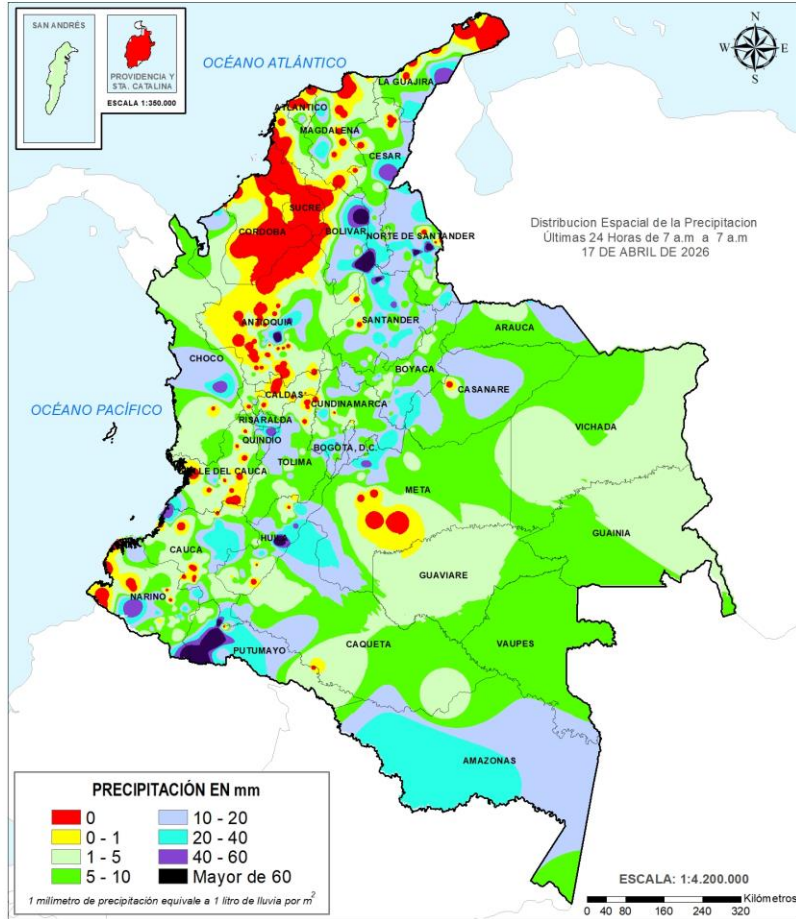 SAN ANDRÉS
PROVIDENCIA Y
STA. CATALINA
ESCALA 1:350.000
OCÉANO ATLÁNTICO
N
W E
S
LA GUAJIRA
ATLANTICO
MAGDALENA
CESAR
SUCRE
BOLIVAR
NORTE DE SANTANDER
CORDOBA
Distribucion Espacial de la Precipitacion
Últimas 24 Horas de 7 a.m a 7 a.m
17 DE ABRIL DE 2026
ANTIOQUIA
SANTANDER
ARAUCA
CHOCO
BOYACA
CASANARE
OCÉANO PACÍFICO
CALDAS
CUNDINAMARCA
RISARALDA
VICHADA
QUINDIO
BOGOTA, D.C.
TOLIMA
VALLE DEL CAUCA
META
GUAINIA
HUILA
CAUCA
GUAVIARE
NARIÑO
CAQUETA
VAUPES
PUTUMAYO
AMAZONAS
PRECIPITACIÓN EN mm
0 10 - 20
0 - 1 20 - 40
1 - 5 40 - 60
5 - 10 Mayor de 60
1 milímetro de precipitación equivale a 1 litro de lluvia por m²
ESCALA: 1:4.200.000
Kilómetros
0 40 80 160 240 320